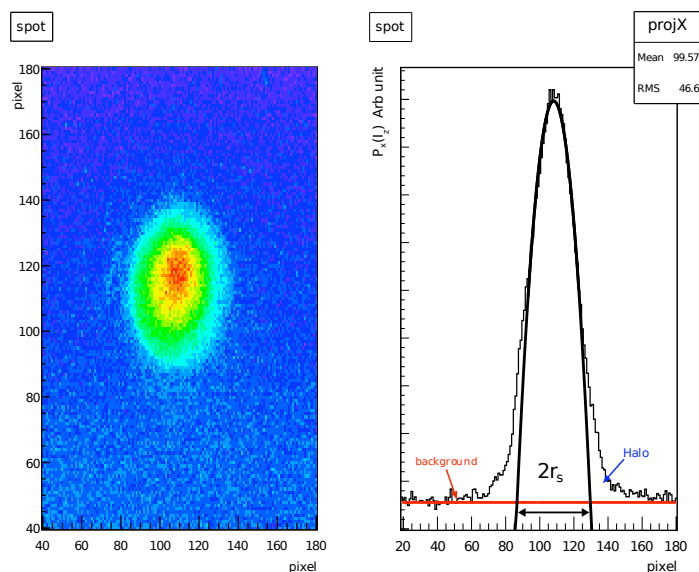 spot
pixel
180
160
140
120
100
80
60
40
40 60 80 100 120 140 160 180
pixel
spot
projX
Mean 99.57
RMS 46.6
Pₓ(I_z) Arb unit
background
2rₛ
Halo
20 40 60 80 100 120 140 160 180
pixel